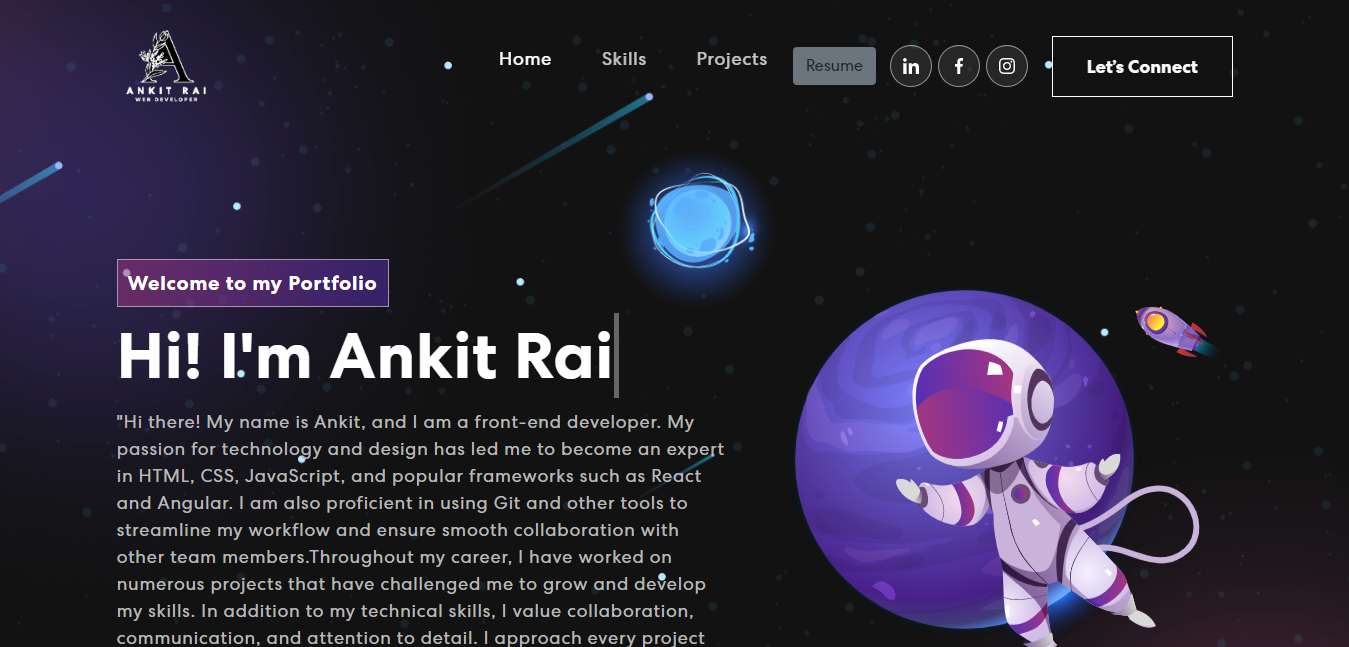 ANKIT RAI
WEB DEVELOPER
Home
Skills
Projects
Resume
Let's Connect
Welcome to my Portfolio
Hi! I'm Ankit Rai
"Hi there! My name is Ankit, and I am a front-end developer. My
passion for technology and design has led me to become an expert
in HTML, CSS, JavaScript, and popular frameworks such as React
and Angular. I am also proficient in using Git and other tools to
streamline my workflow and ensure smooth collaboration with
other team members.Throughout my career, I have worked on
numerous projects that have challenged me to grow and develop
my skills. In addition to my technical skills, I value collaboration,
communication, and attention to detail. I approach every project